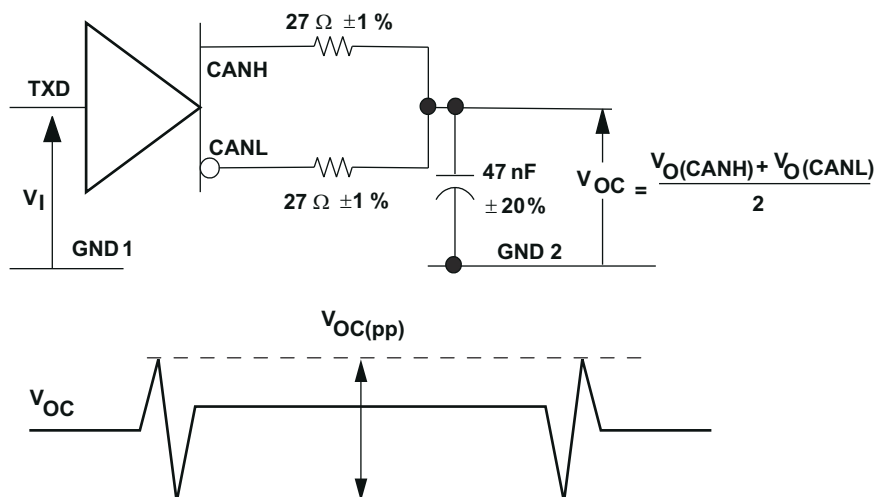 27 Ω ±1 %
CANH
TXD
CANL
27 Ω ±1 %
47 nF
±20%
V_I
GND 1
GND 2
V_OC = (V_O(CANH) + V_O(CANL)) / 2
V_OC(pp)
V_OC